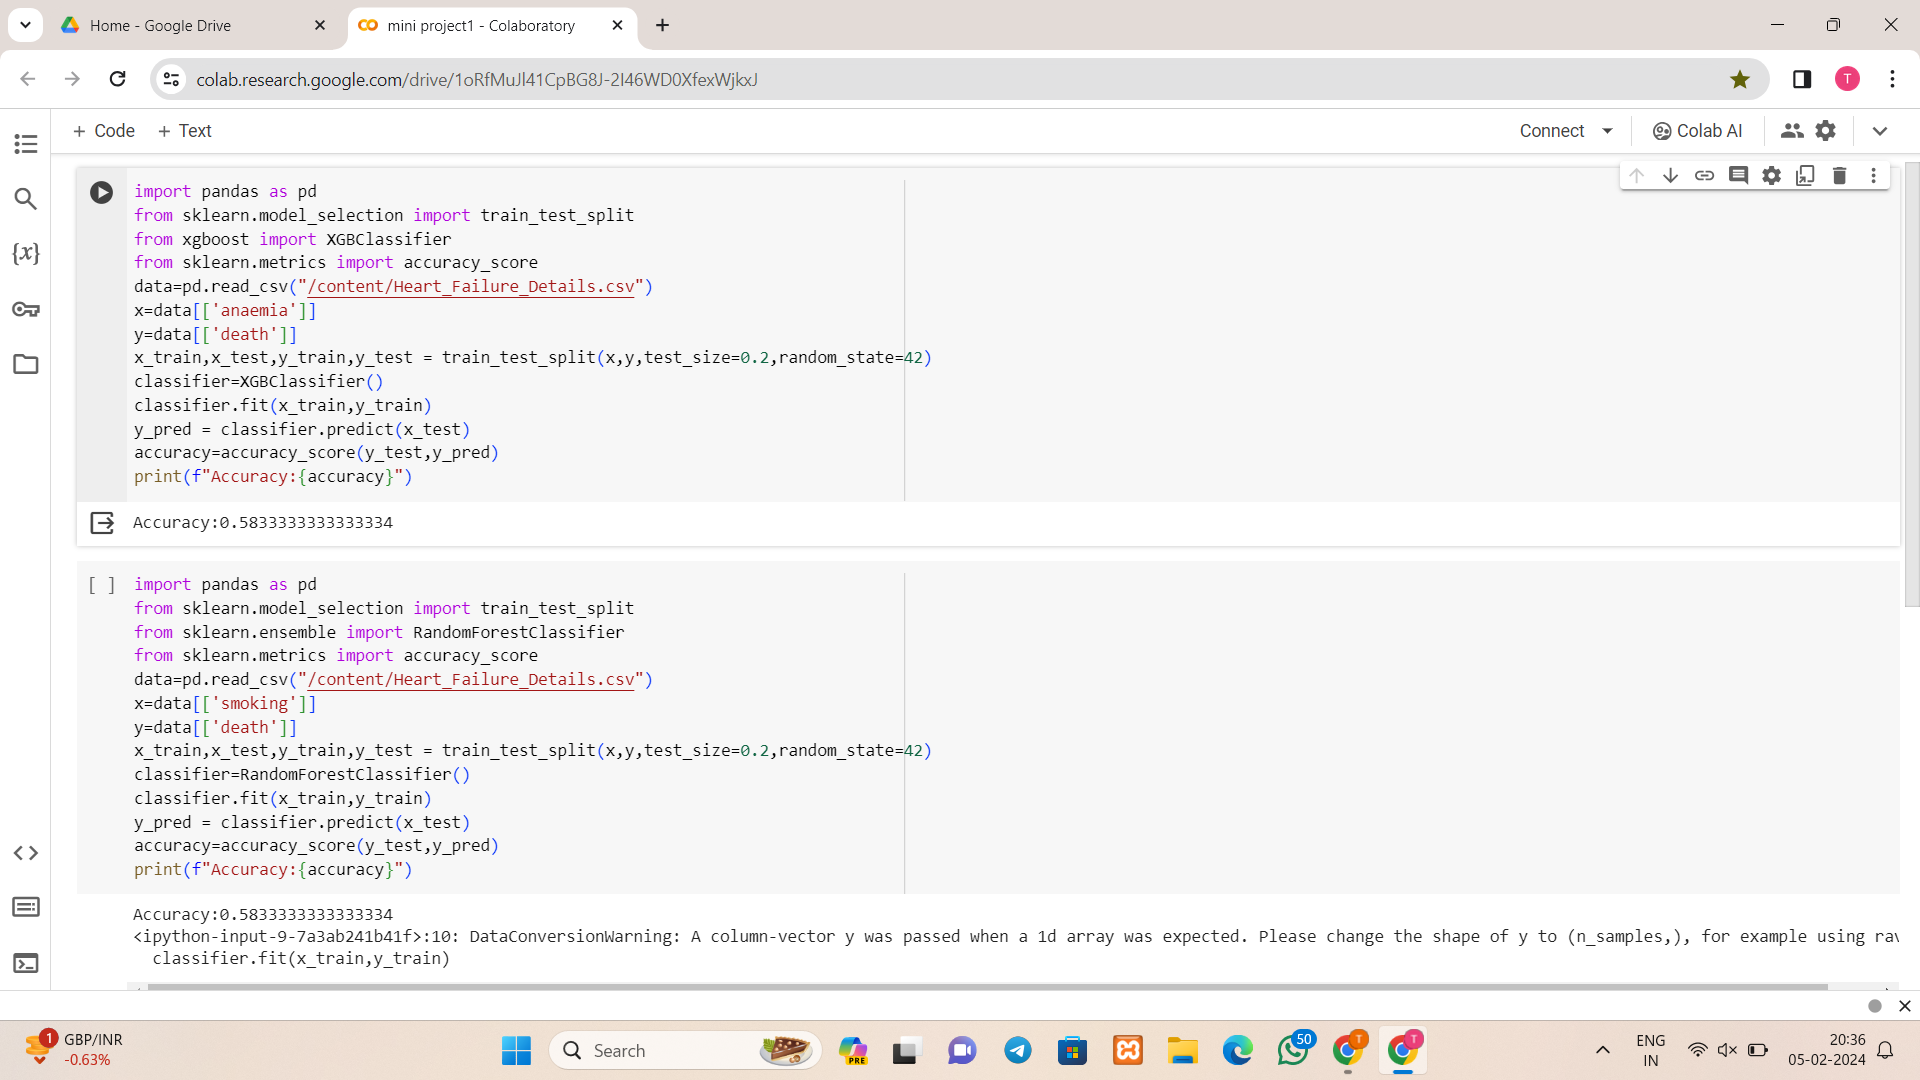 Home - Google Drive
mini project1 - Colaboratory
colab.research.google.com/drive/1oRfMuJl41CpBG8J-2I46WD0XfexWjkxJ
T
+ Code + Text
Connect
Colab AI
import pandas as pd
from sklearn.model_selection import train_test_split
from xgboost import XGBClassifier
from sklearn.metrics import accuracy_score
data=pd.read_csv("/content/Heart_Failure_Details.csv")
x=data[['anaemia']]
y=data[['death']]
x_train,x_test,y_train,y_test = train_test_split(x,y,test_size=0.2,random_state=42)
classifier=XGBClassifier()
classifier.fit(x_train,y_train)
y_pred = classifier.predict(x_test)
accuracy=accuracy_score(y_test,y_pred)
print(f"Accuracy:{accuracy}")
Accuracy:0.5833333333333334
[ ]
import pandas as pd
from sklearn.model_selection import train_test_split
from sklearn.ensemble import RandomForestClassifier
from sklearn.metrics import accuracy_score
data=pd.read_csv("/content/Heart_Failure_Details.csv")
x=data[['smoking']]
y=data[['death']]
x_train,x_test,y_train,y_test = train_test_split(x,y,test_size=0.2,random_state=42)
classifier=RandomForestClassifier()
classifier.fit(x_train,y_train)
y_pred = classifier.predict(x_test)
accuracy=accuracy_score(y_test,y_pred)
print(f"Accuracy:{accuracy}")
Accuracy:0.5833333333333334
<ipython-input-9-7a3ab241b41f>:10: DataConversionWarning: A column-vector y was passed when a 1d array was expected. Please change the shape of y to (n_samples,), for example using rav
classifier.fit(x_train,y_train)
1
GBP/INR
-0.63%
Search
PRE
50
T
T
ENG
IN
20:36
05-02-2024